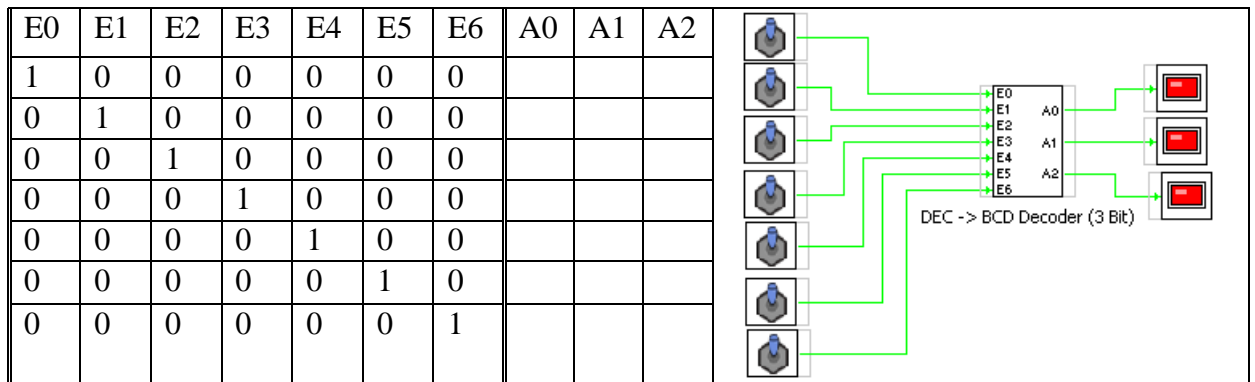 E0 E1 E2 E3 E4 E5 E6 A0 A1 A2
1 0 0 0 0 0 0
0 1 0 0 0 0 0
0 0 1 0 0 0 0
0 0 0 1 0 0 0
0 0 0 0 1 0 0
0 0 0 0 0 1 0
0 0 0 0 0 0 1
E0
E1 A0
E2
E3 A1
E4
E5 A2
E6
DEC -> BCD Decoder (3 Bit)